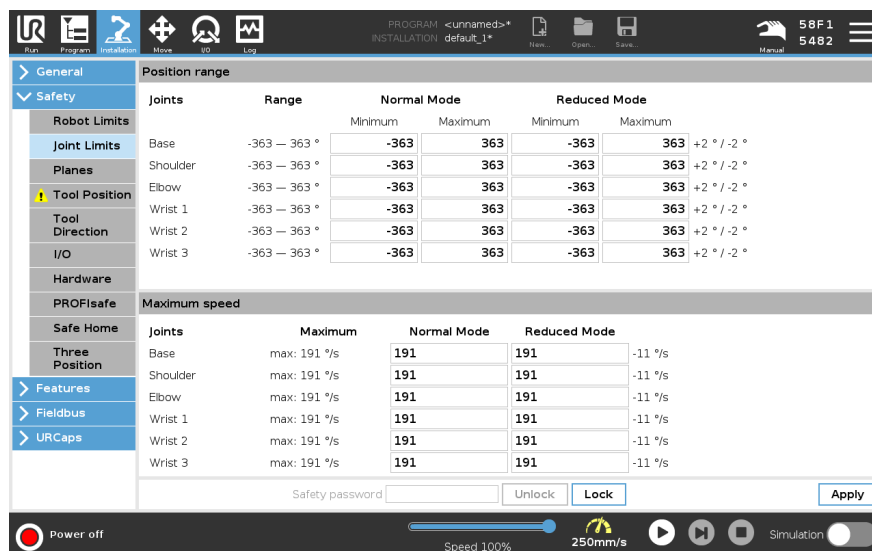 PROGRAM <unnamed>*
INSTALLATION default_1*
UR
Run Program Installation Move I/O Log New... Open... Save... Manual
58F1
5482
General
Safety
Robot Limits
Joint Limits
Planes
Tool Position
Tool
Direction
I/O
Hardware
PROFIsafe
Safe Home
Three
Position
Features
Fieldbus
URCaps
Position range
Joints Range Normal Mode Reduced Mode
Minimum Maximum Minimum Maximum
Base -363 — 363 ° -363 363 -363 363 +2 ° / -2 °
Shoulder -363 — 363 ° -363 363 -363 363 +2 ° / -2 °
Elbow -363 — 363 ° -363 363 -363 363 +2 ° / -2 °
Wrist 1 -363 — 363 ° -363 363 -363 363 +2 ° / -2 °
Wrist 2 -363 — 363 ° -363 363 -363 363 +2 ° / -2 °
Wrist 3 -363 — 363 ° -363 363 -363 363 +2 ° / -2 °
Maximum speed
Joints Maximum Normal Mode Reduced Mode
Base max: 191 °/s 191 191 -11 °/s
Shoulder max: 191 °/s 191 191 -11 °/s
Elbow max: 191 °/s 191 191 -11 °/s
Wrist 1 max: 191 °/s 191 191 -11 °/s
Wrist 2 max: 191 °/s 191 191 -11 °/s
Wrist 3 max: 191 °/s 191 191 -11 °/s
Safety password Unlock Lock Apply
Power off
Speed 100%
250mm/s
Simulation